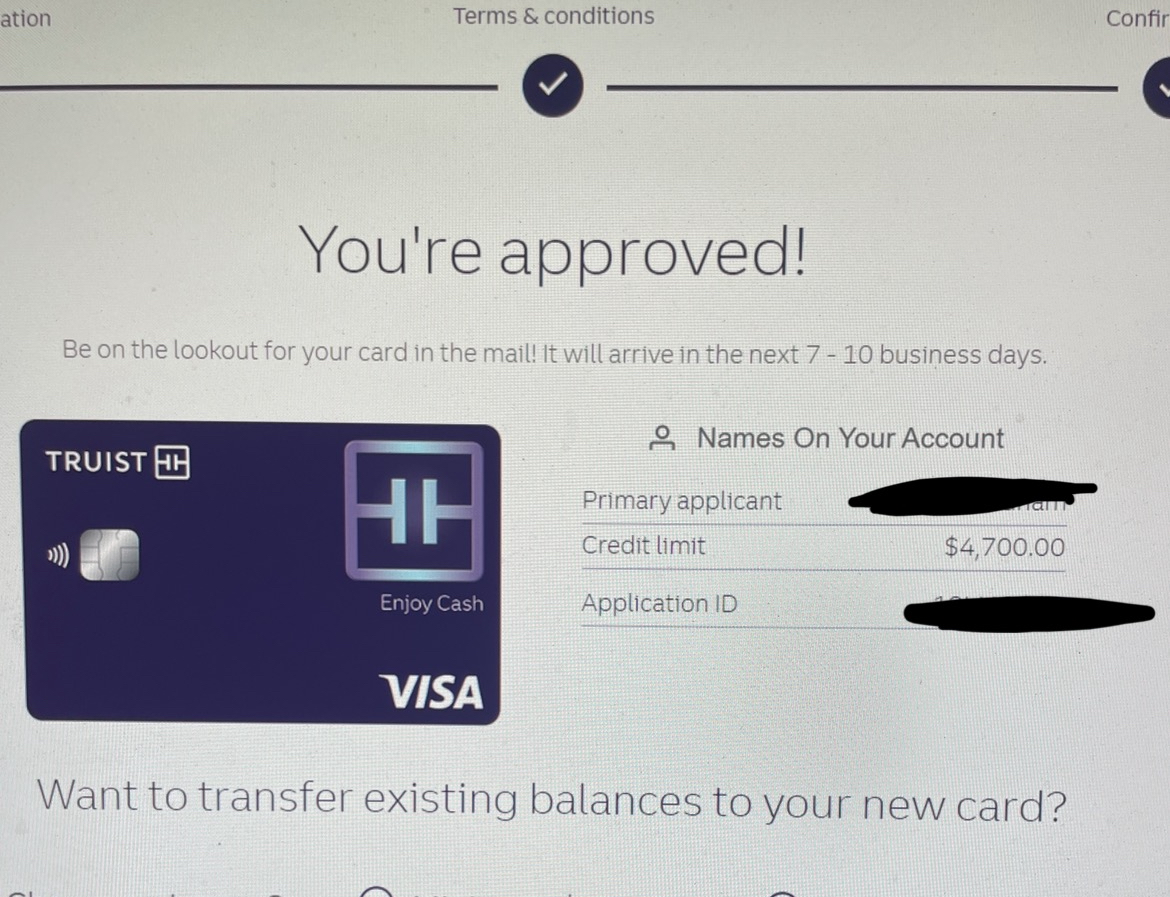 ation
Terms & conditions
Confir
You're approved!
Be on the lookout for your card in the mail! It will arrive in the next 7 - 10 business days.
TRUIST
Enjoy Cash
VISA
Names On Your Account
Primary applicant
Credit limit $4,700.00
Application ID
Want to transfer existing balances to your new card?